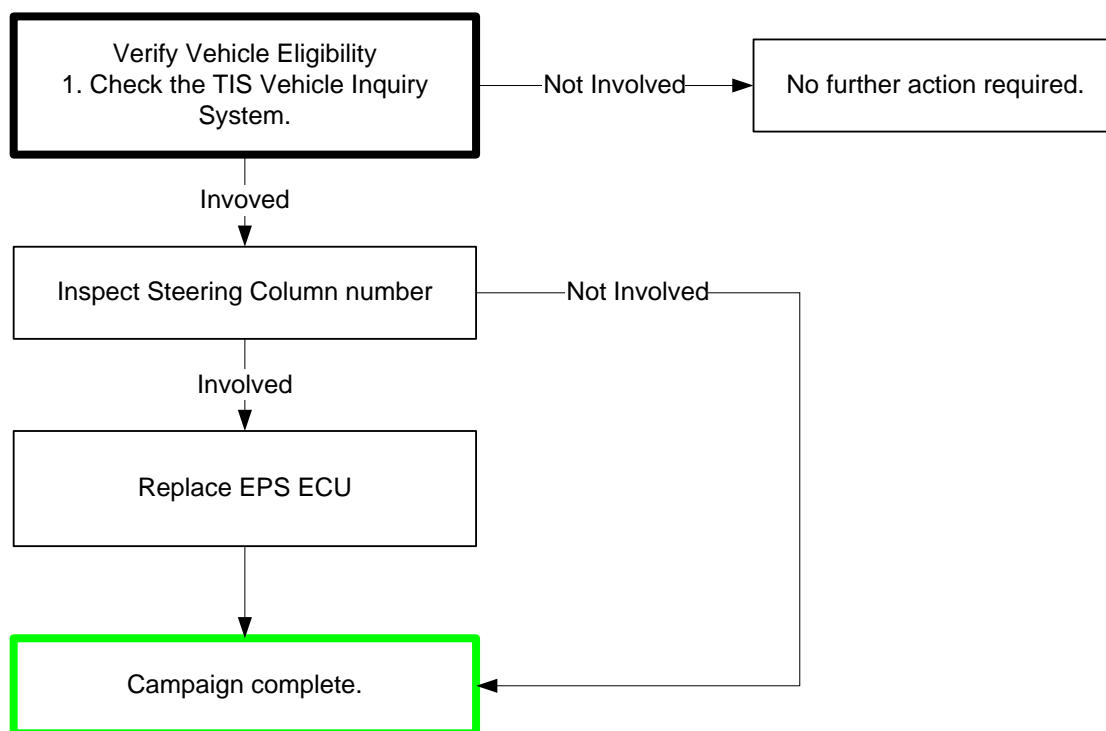 Verify Vehicle Eligibility
1. Check the TIS Vehicle Inquiry
System.
Not Involved
No further action required.
Invoved
Inspect Steering Column number
Not Involved
Involved
Replace EPS ECU
Campaign complete.